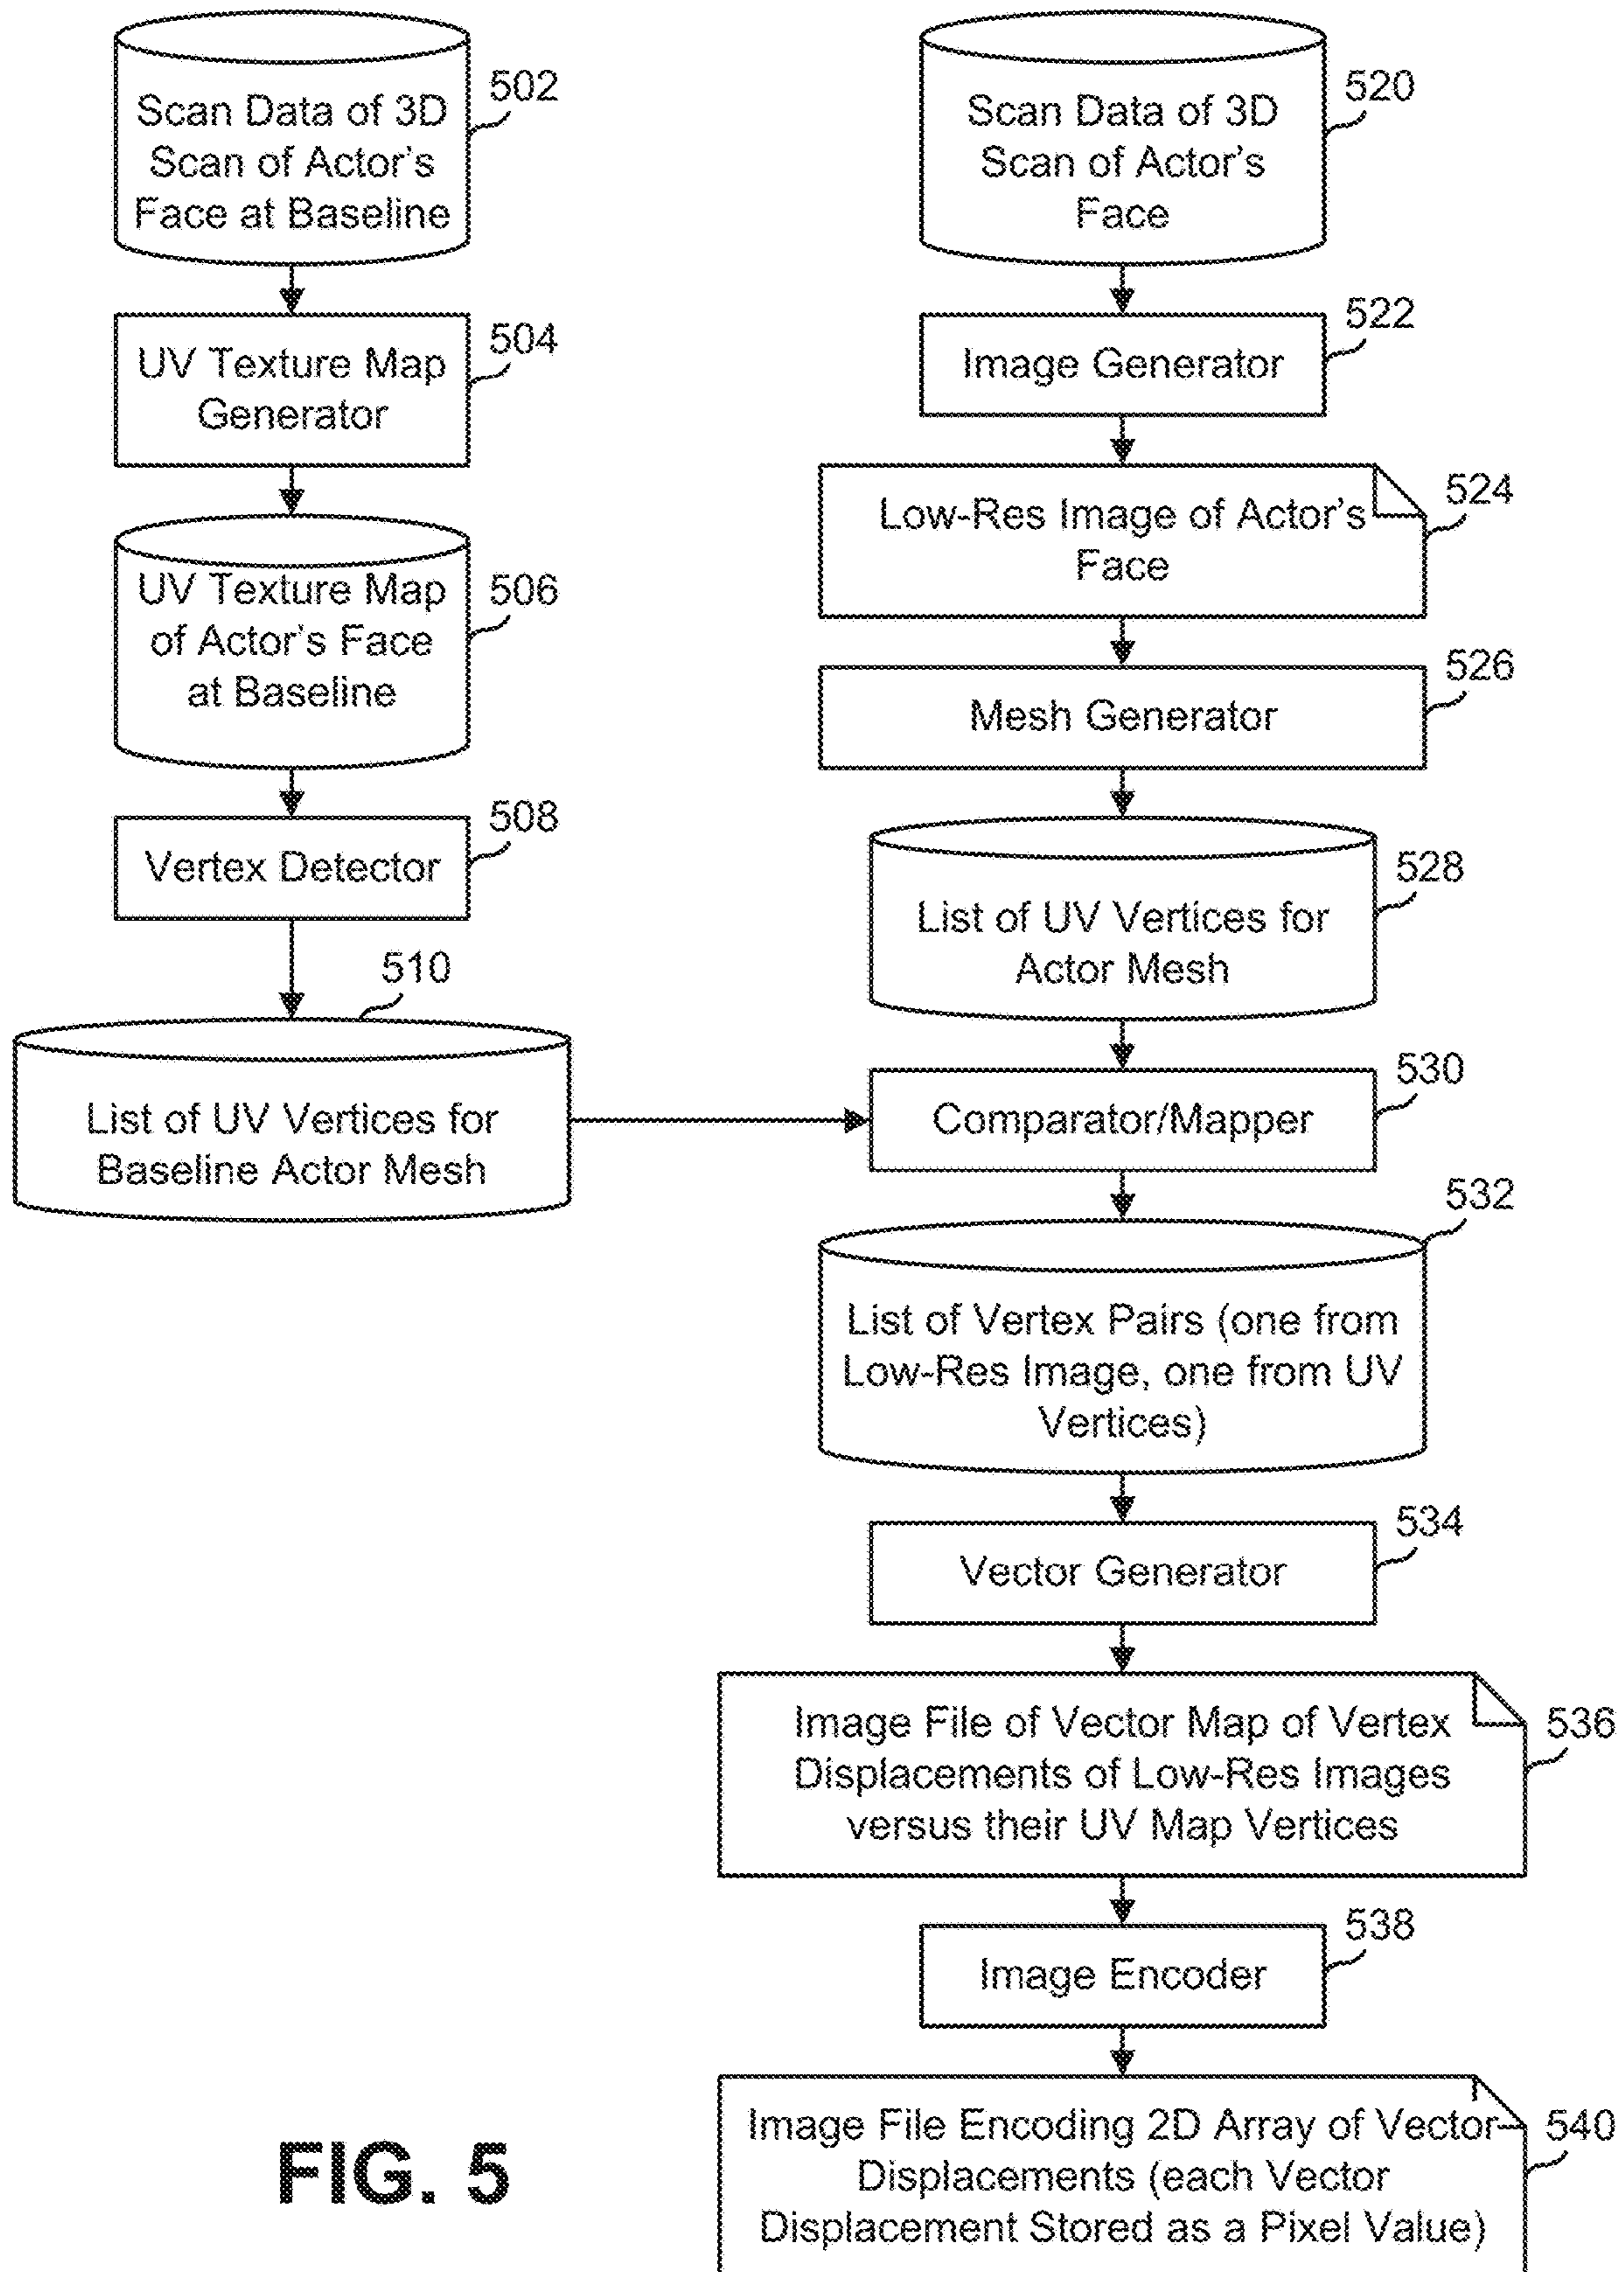 Scan Data of 3D
Scan of Actor's
Face at Baseline
502
UV Texture Map
Generator
504
UV Texture Map
of Actor's Face
at Baseline
506
Vertex Detector
508
510
List of UV Vertices for
Baseline Actor Mesh
Scan Data of 3D
Scan of Actor's
Face
520
Image Generator
522
Low-Res Image of Actor's
Face
524
Mesh Generator
526
List of UV Vertices for
Actor Mesh
528
Comparator/Mapper
530
List of Vertex Pairs (one from
Low-Res Image, one from UV
Vertices)
532
Vector Generator
534
Image File of Vector Map of Vertex
Displacements of Low-Res Images
versus their UV Map Vertices
536
Image Encoder
538
Image File Encoding 2D Array of Vector
Displacements (each Vector
Displacement Stored as a Pixel Value)
540
FIG. 5